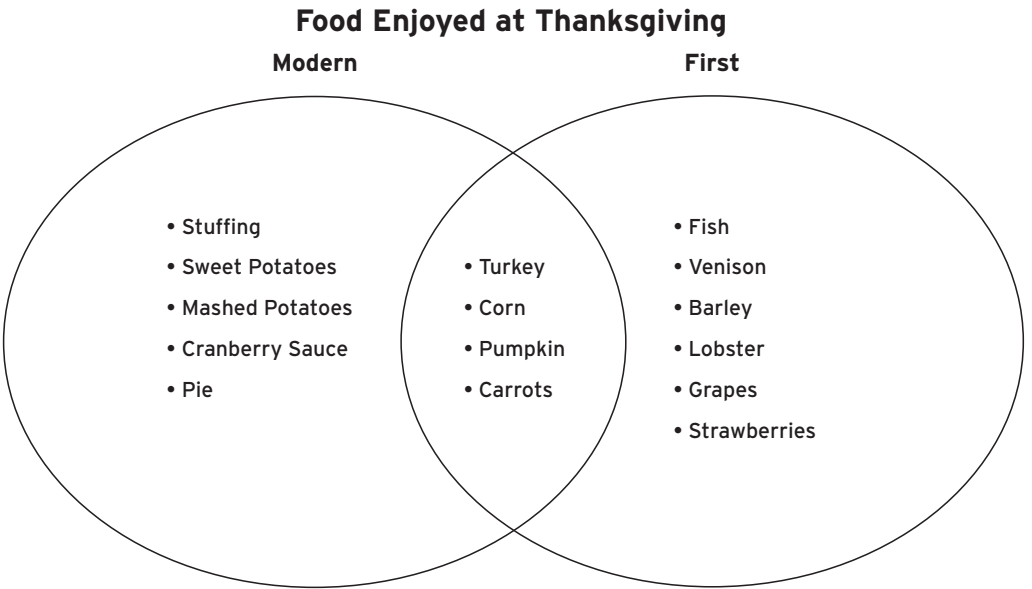 Food Enjoyed at Thanksgiving
Modern
First
• Stuffing
• Sweet Potatoes
• Mashed Potatoes
• Cranberry Sauce
• Pie
• Turkey
• Corn
• Pumpkin
• Carrots
• Fish
• Venison
• Barley
• Lobster
• Grapes
• Strawberries